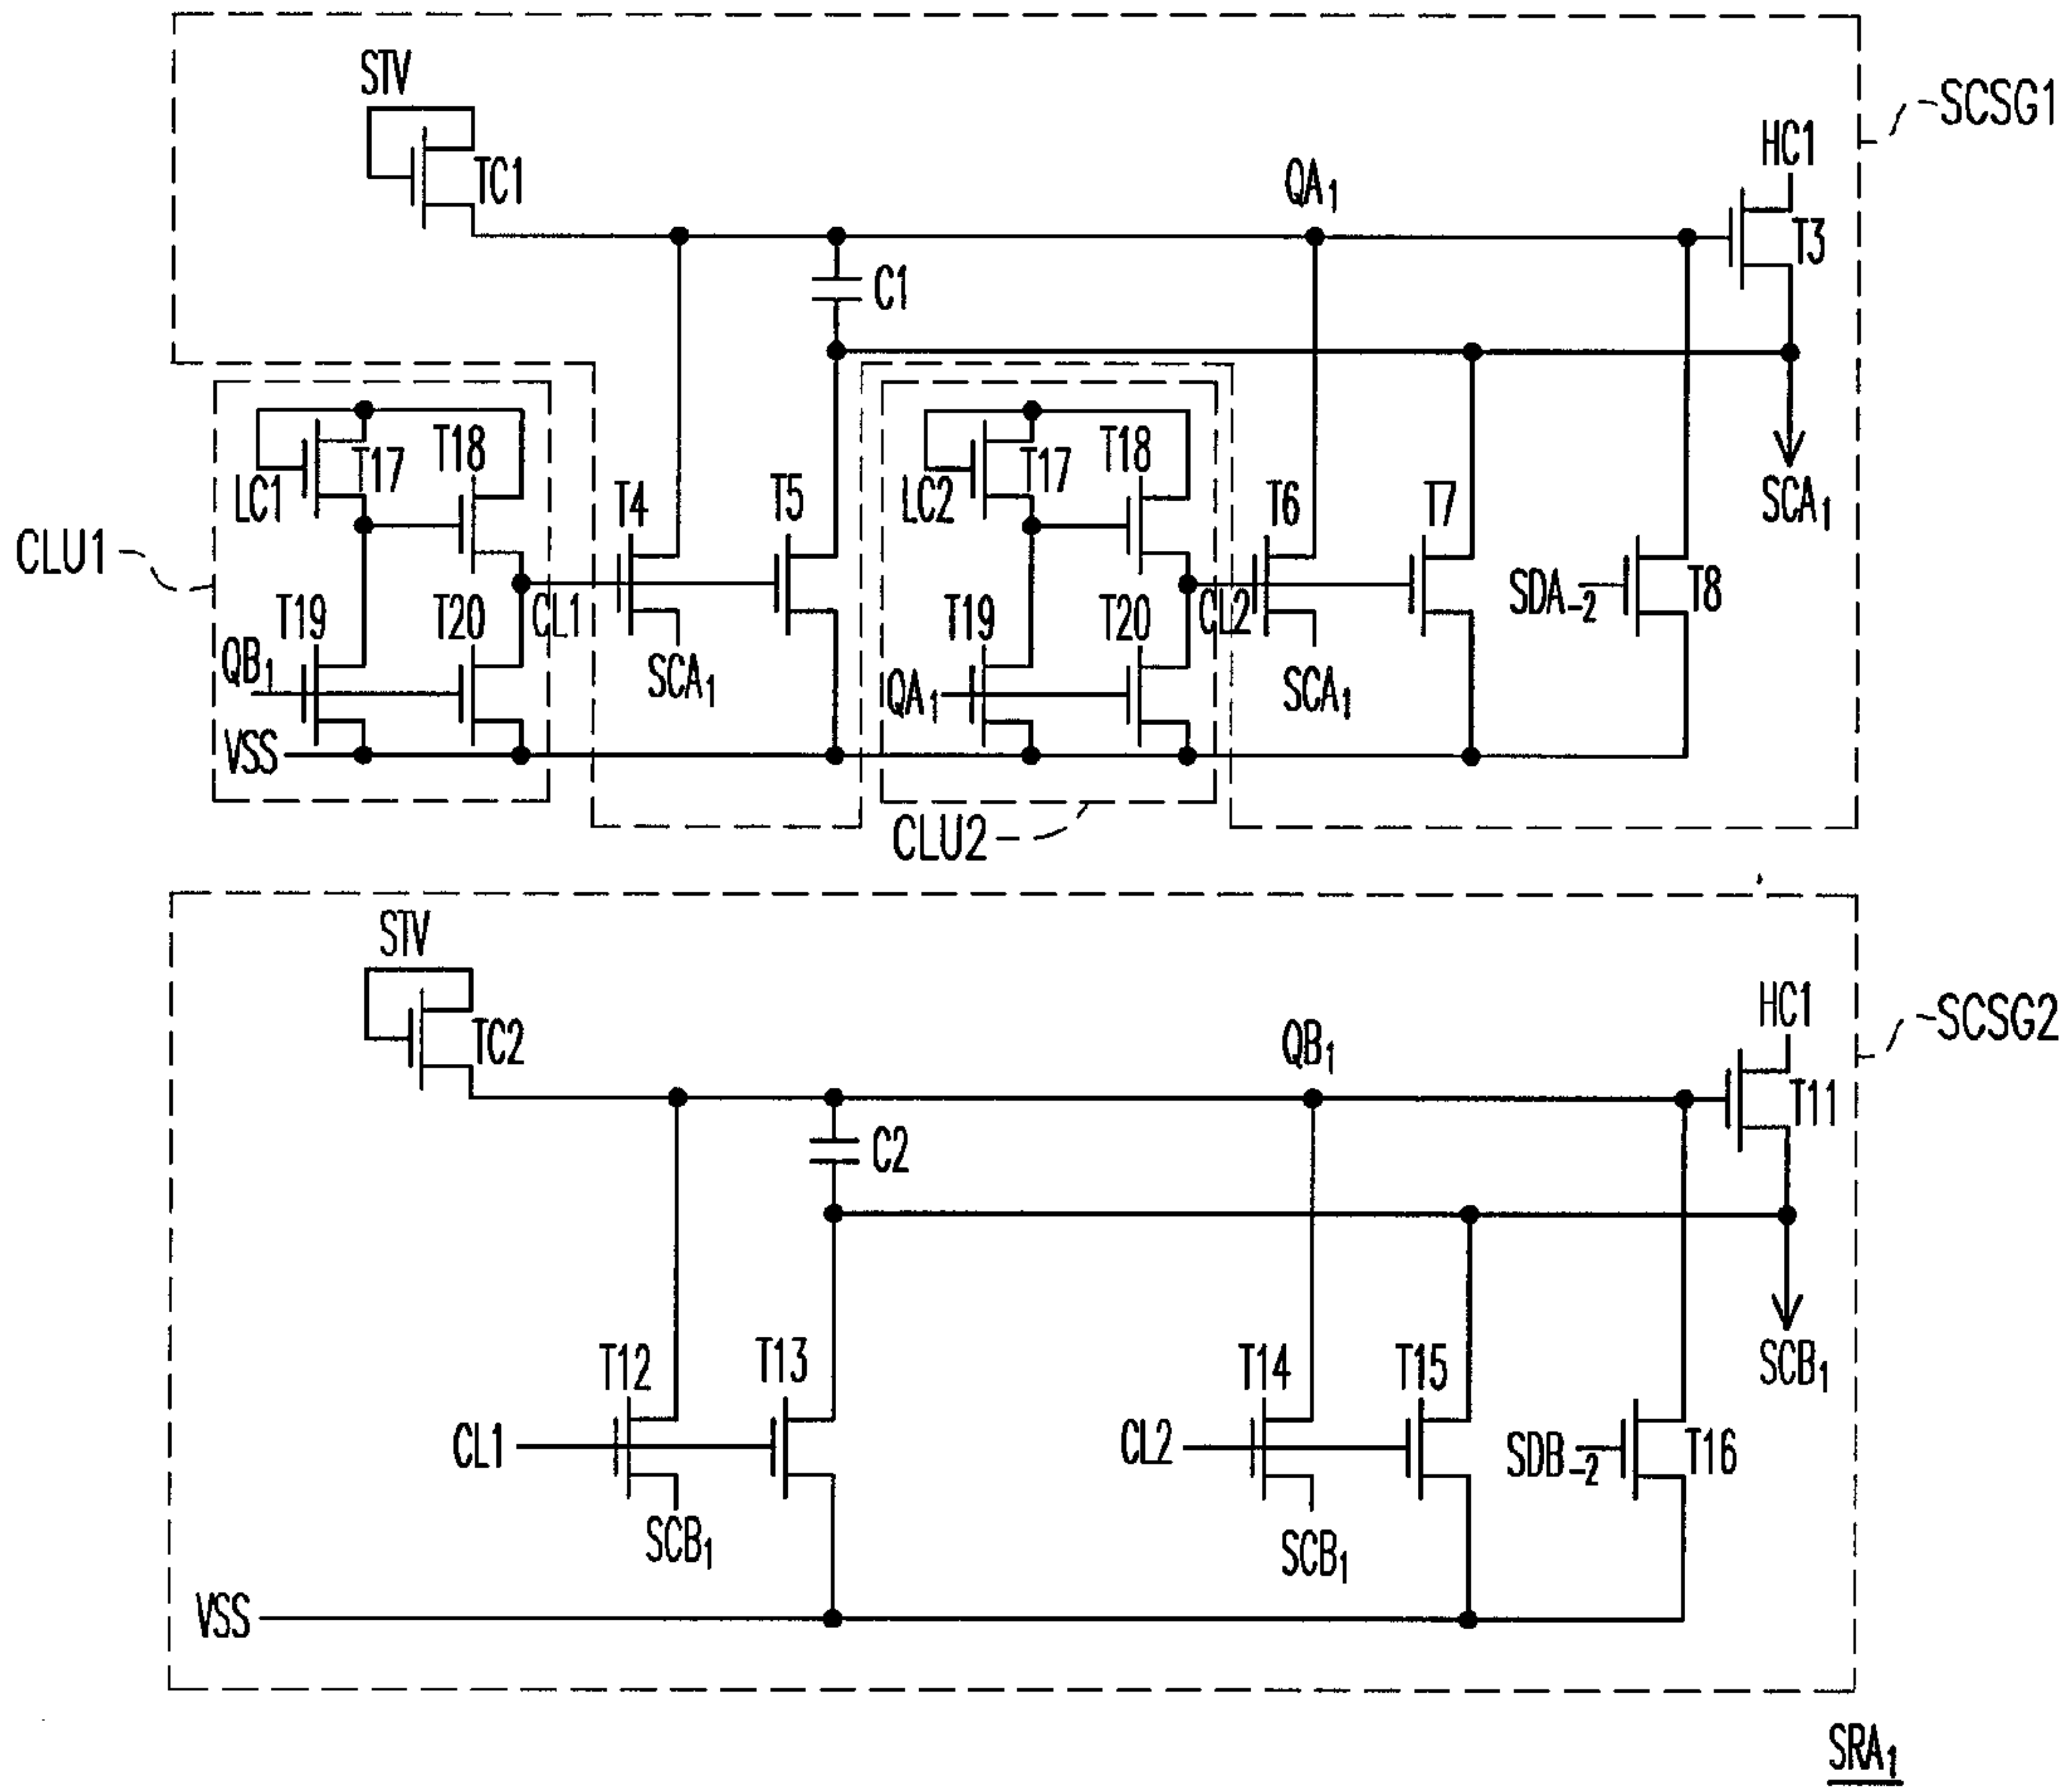 STV
SCSG1
HC1
TC1
QA1
T3
C1
T17
T18
LC1
T4
T5
T17
T18
LC2
T6
T7
SCA1
CLU1
T19
T20
CL1
T19
T20
CL2
SDA-2
T8
QB1
SCA1
QA1
SCA1
VSS
CLU2
STV
HC1
SCSG2
TC2
QB1
T11
C2
T12
T13
T14
T15
SCB1
CL1
CL2
SDB-2
T16
SCB1
SCB1
VSS
SRA1